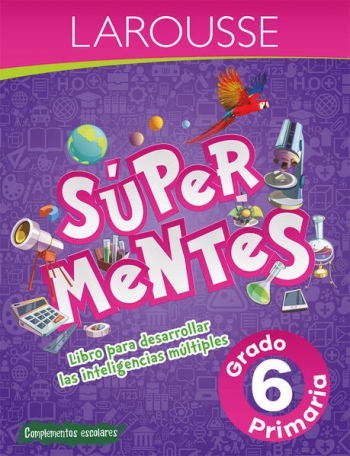 LAROUSSE
SÚPeR
MeNTeS
Libro para desarrollar
las inteligencias múltiples
Grado
6
Primaria
Complementos escolares